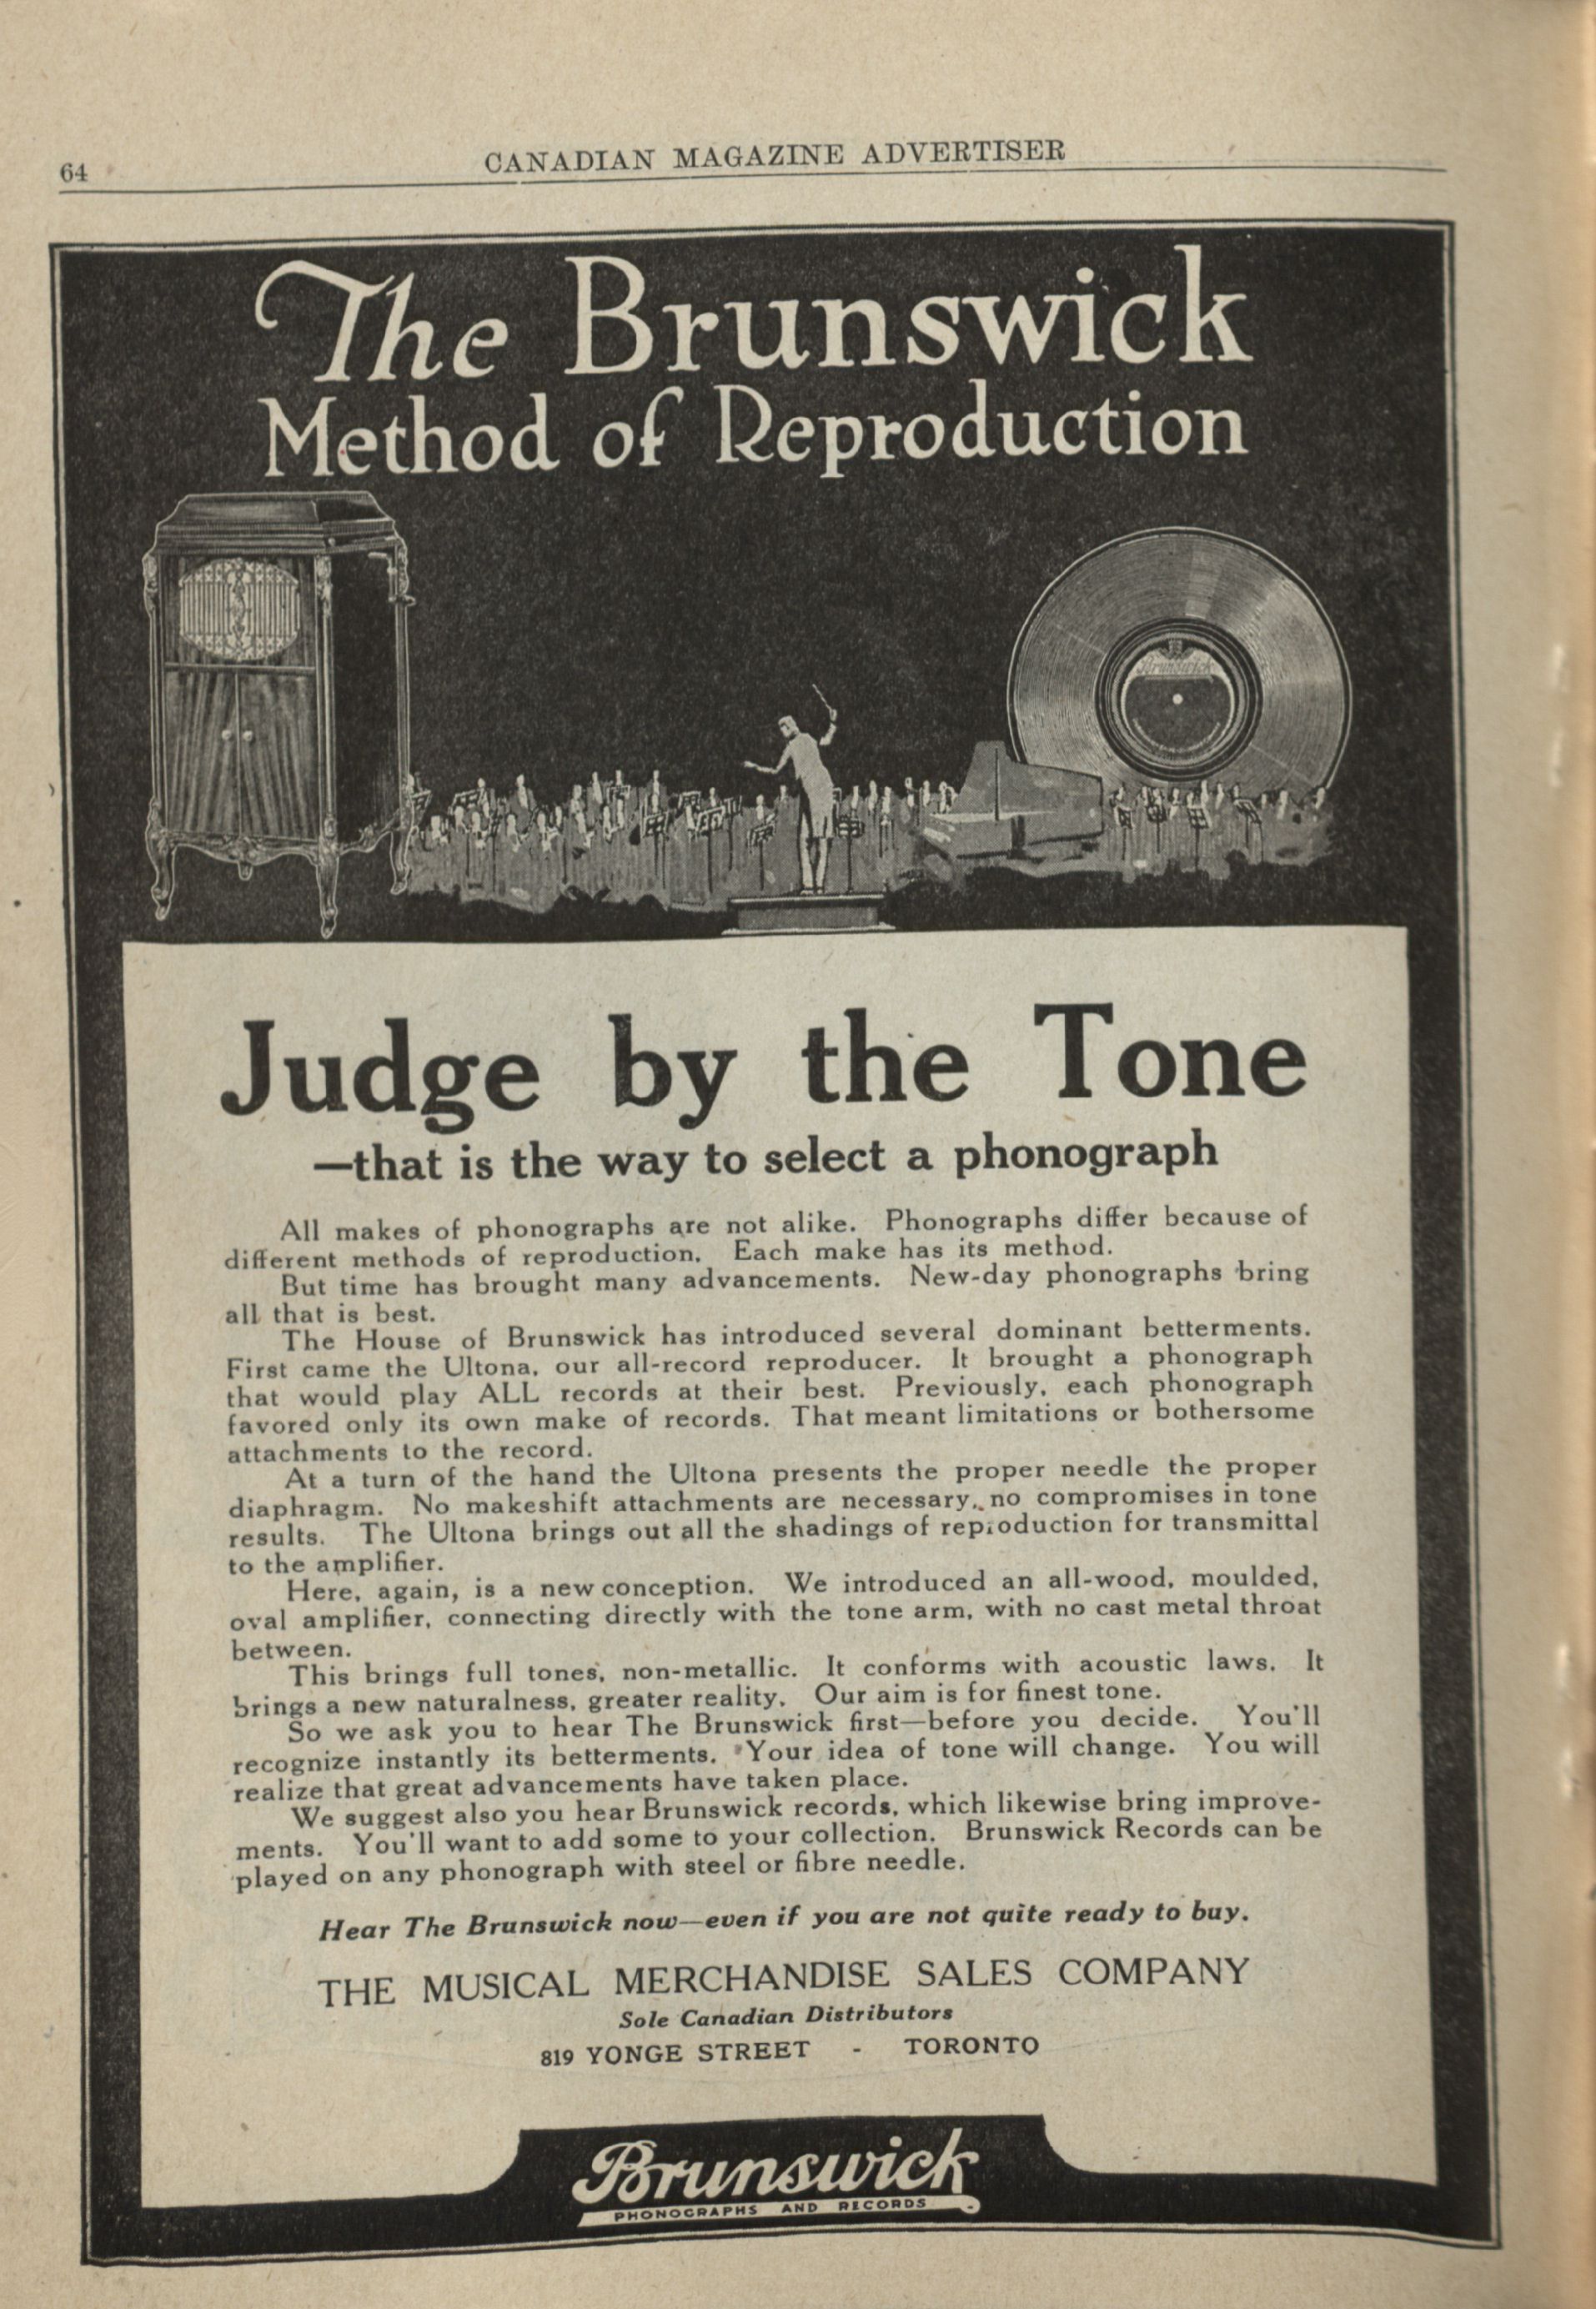 64
CANADIAN MAGAZINE ADVERTISER
The Brunswick
Method of Reproduction
Brunswick
Judge by the Tone
—that is the way to select a phonograph
All makes of phonographs are not alike. Phonographs differ because of
different methods of reproduction. Each make has its method.
But time has brought many advancements. New-day phonographs bring
all that is best.
The House of Brunswick has introduced several dominant betterments.
First came the Ultona, our all-record reproducer. It brought a phonograph
that would play ALL records at their best. Previously, each phonograph
favored only its own make of records. That meant limitations or bothersome
attachments to the record.
At a turn of the hand the Ultona presents the proper needle the proper
diaphragm. No makeshift attachments are necessary, no compromises in tone
results. The Ultona brings out all the shadings of reproduction for transmittal
to the amplifier.
Here, again, is a new conception. We introduced an all-wood, moulded,
oval amplifier, connecting directly with the tone arm, with no cast metal throat
between.
This brings full tones, non-metallic. It conforms with acoustic laws. It
brings a new naturalness, greater reality. Our aim is for finest tone.
So we ask you to hear The Brunswick first—before you decide. You'll
recognize instantly its betterments. Your idea of tone will change. You will
realize that great advancements have taken place.
We suggest also you hear Brunswick records, which likewise bring improve-
ments. You'll want to add some to your collection. Brunswick Records can be
played on any phonograph with steel or fibre needle.
Hear The Brunswick now—even if you are not quite ready to buy.
THE MUSICAL MERCHANDISE SALES COMPANY
Sole Canadian Distributors
819 YONGE STREET - TORONTO
Brunswick
PHONOGRAPHS AND RECORDS